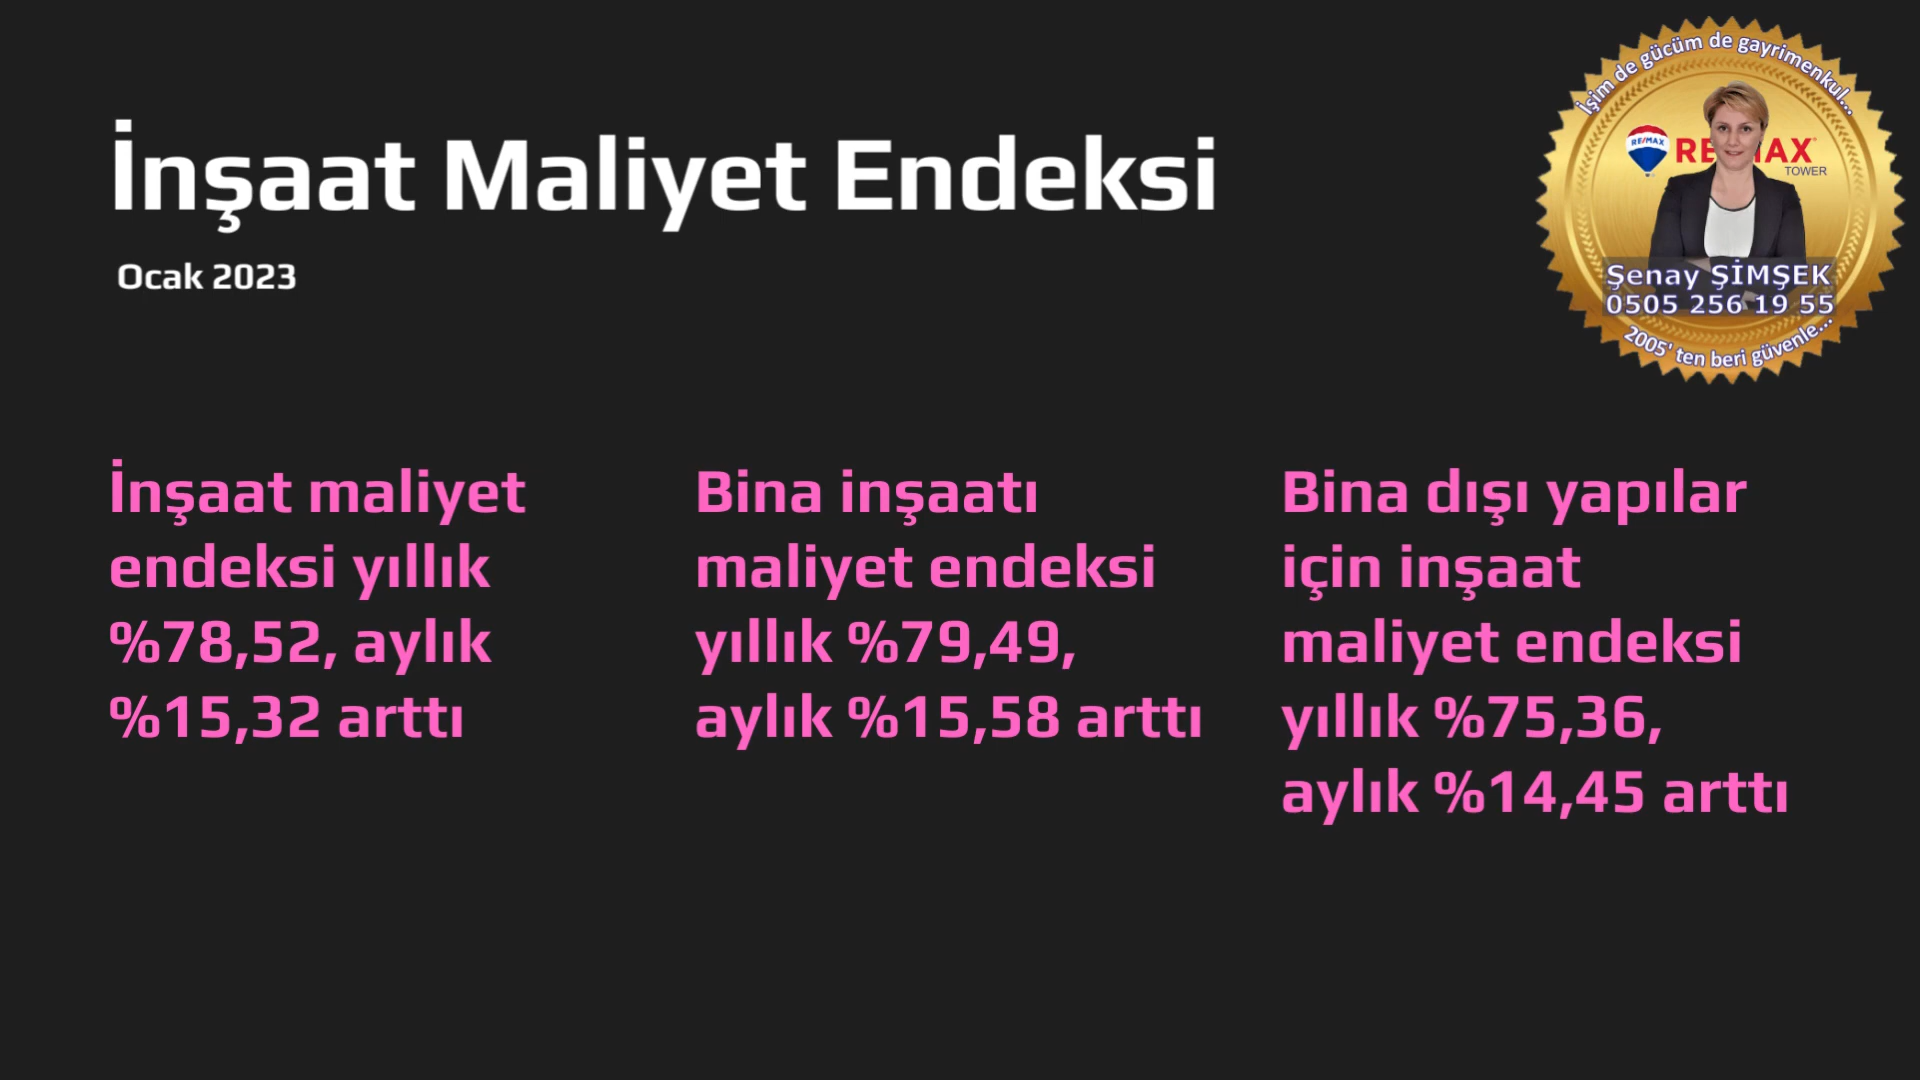 İnşaat Maliyet Endeksi
Ocak 2023
İşim de gücüm de gayrimenkul...
RE/MAX
RE MAX
TOWER
Şenay ŞİMŞEK
0505 256 19 55
2005' ten beri güvenle...
İnşaat maliyet
endeksi yıllık
%78,52, aylık
%15,32 arttı
Bina inşaatı
maliyet endeksi
yıllık %79,49,
aylık %15,58 arttı
Bina dışı yapılar
için inşaat
maliyet endeksi
yıllık %75,36,
aylık %14,45 arttı